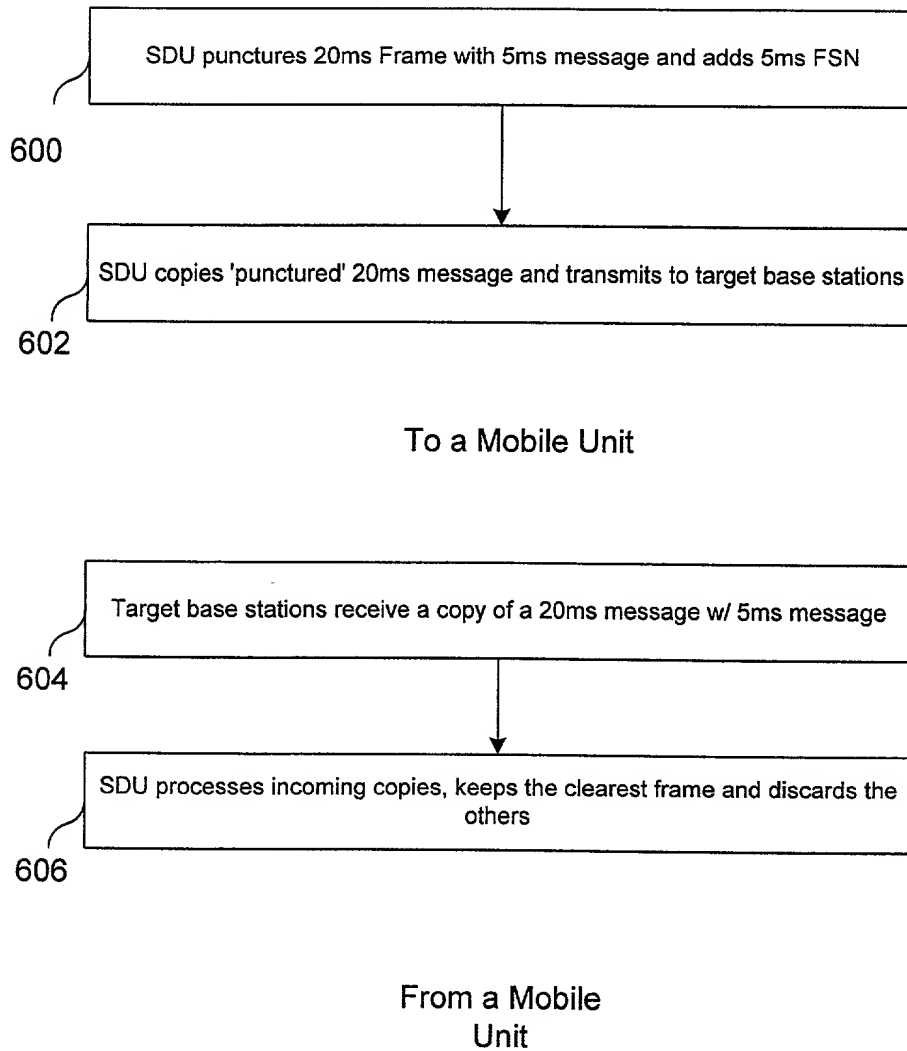 SDU punctures 20ms Frame with 5ms message and adds 5ms FSN
600
SDU copies 'punctured' 20ms message and transmits to target base stations
602
To a Mobile Unit
Target base stations receive a copy of a 20ms message w/ 5ms message
604
SDU processes incoming copies, keeps the clearest frame and discards the
others
606
From a Mobile
Unit